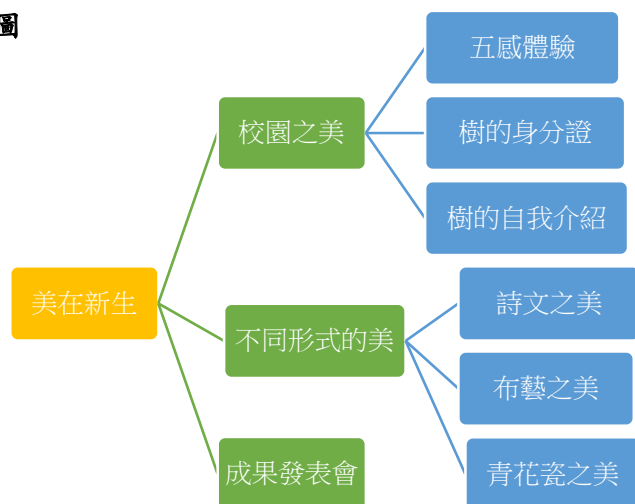 圖
美在新生
校園之美
五感體驗
樹的身分證
樹的自我介紹
不同形式的美
詩文之美
布藝之美
青花瓷之美
成果發表會